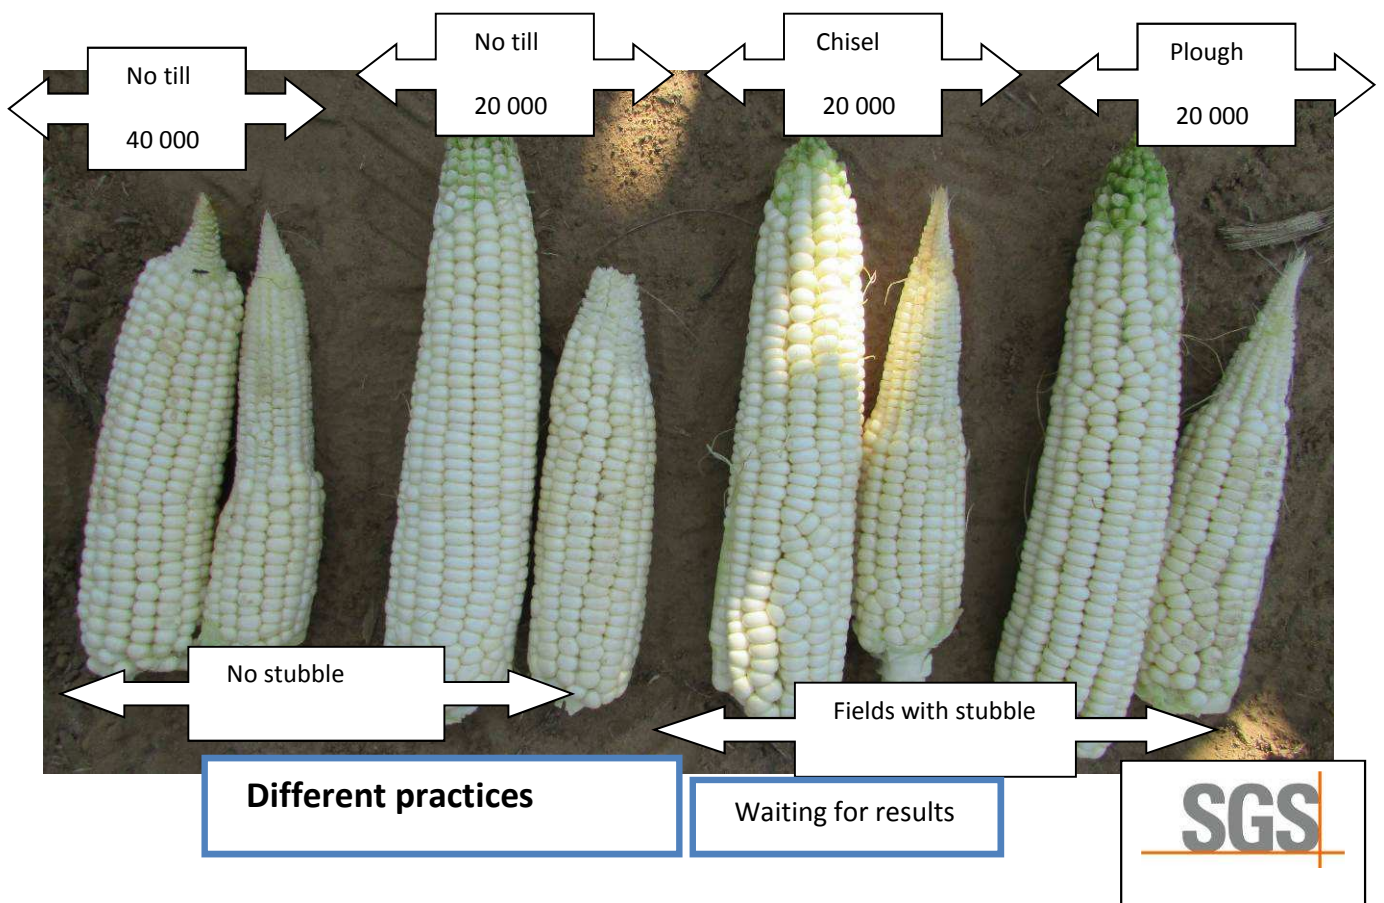 No till
40 000
No till
20 000
Chisel
20 000
Plough
20 000
No stubble
Fields with stubble
Different practices
Waiting for results
SGS